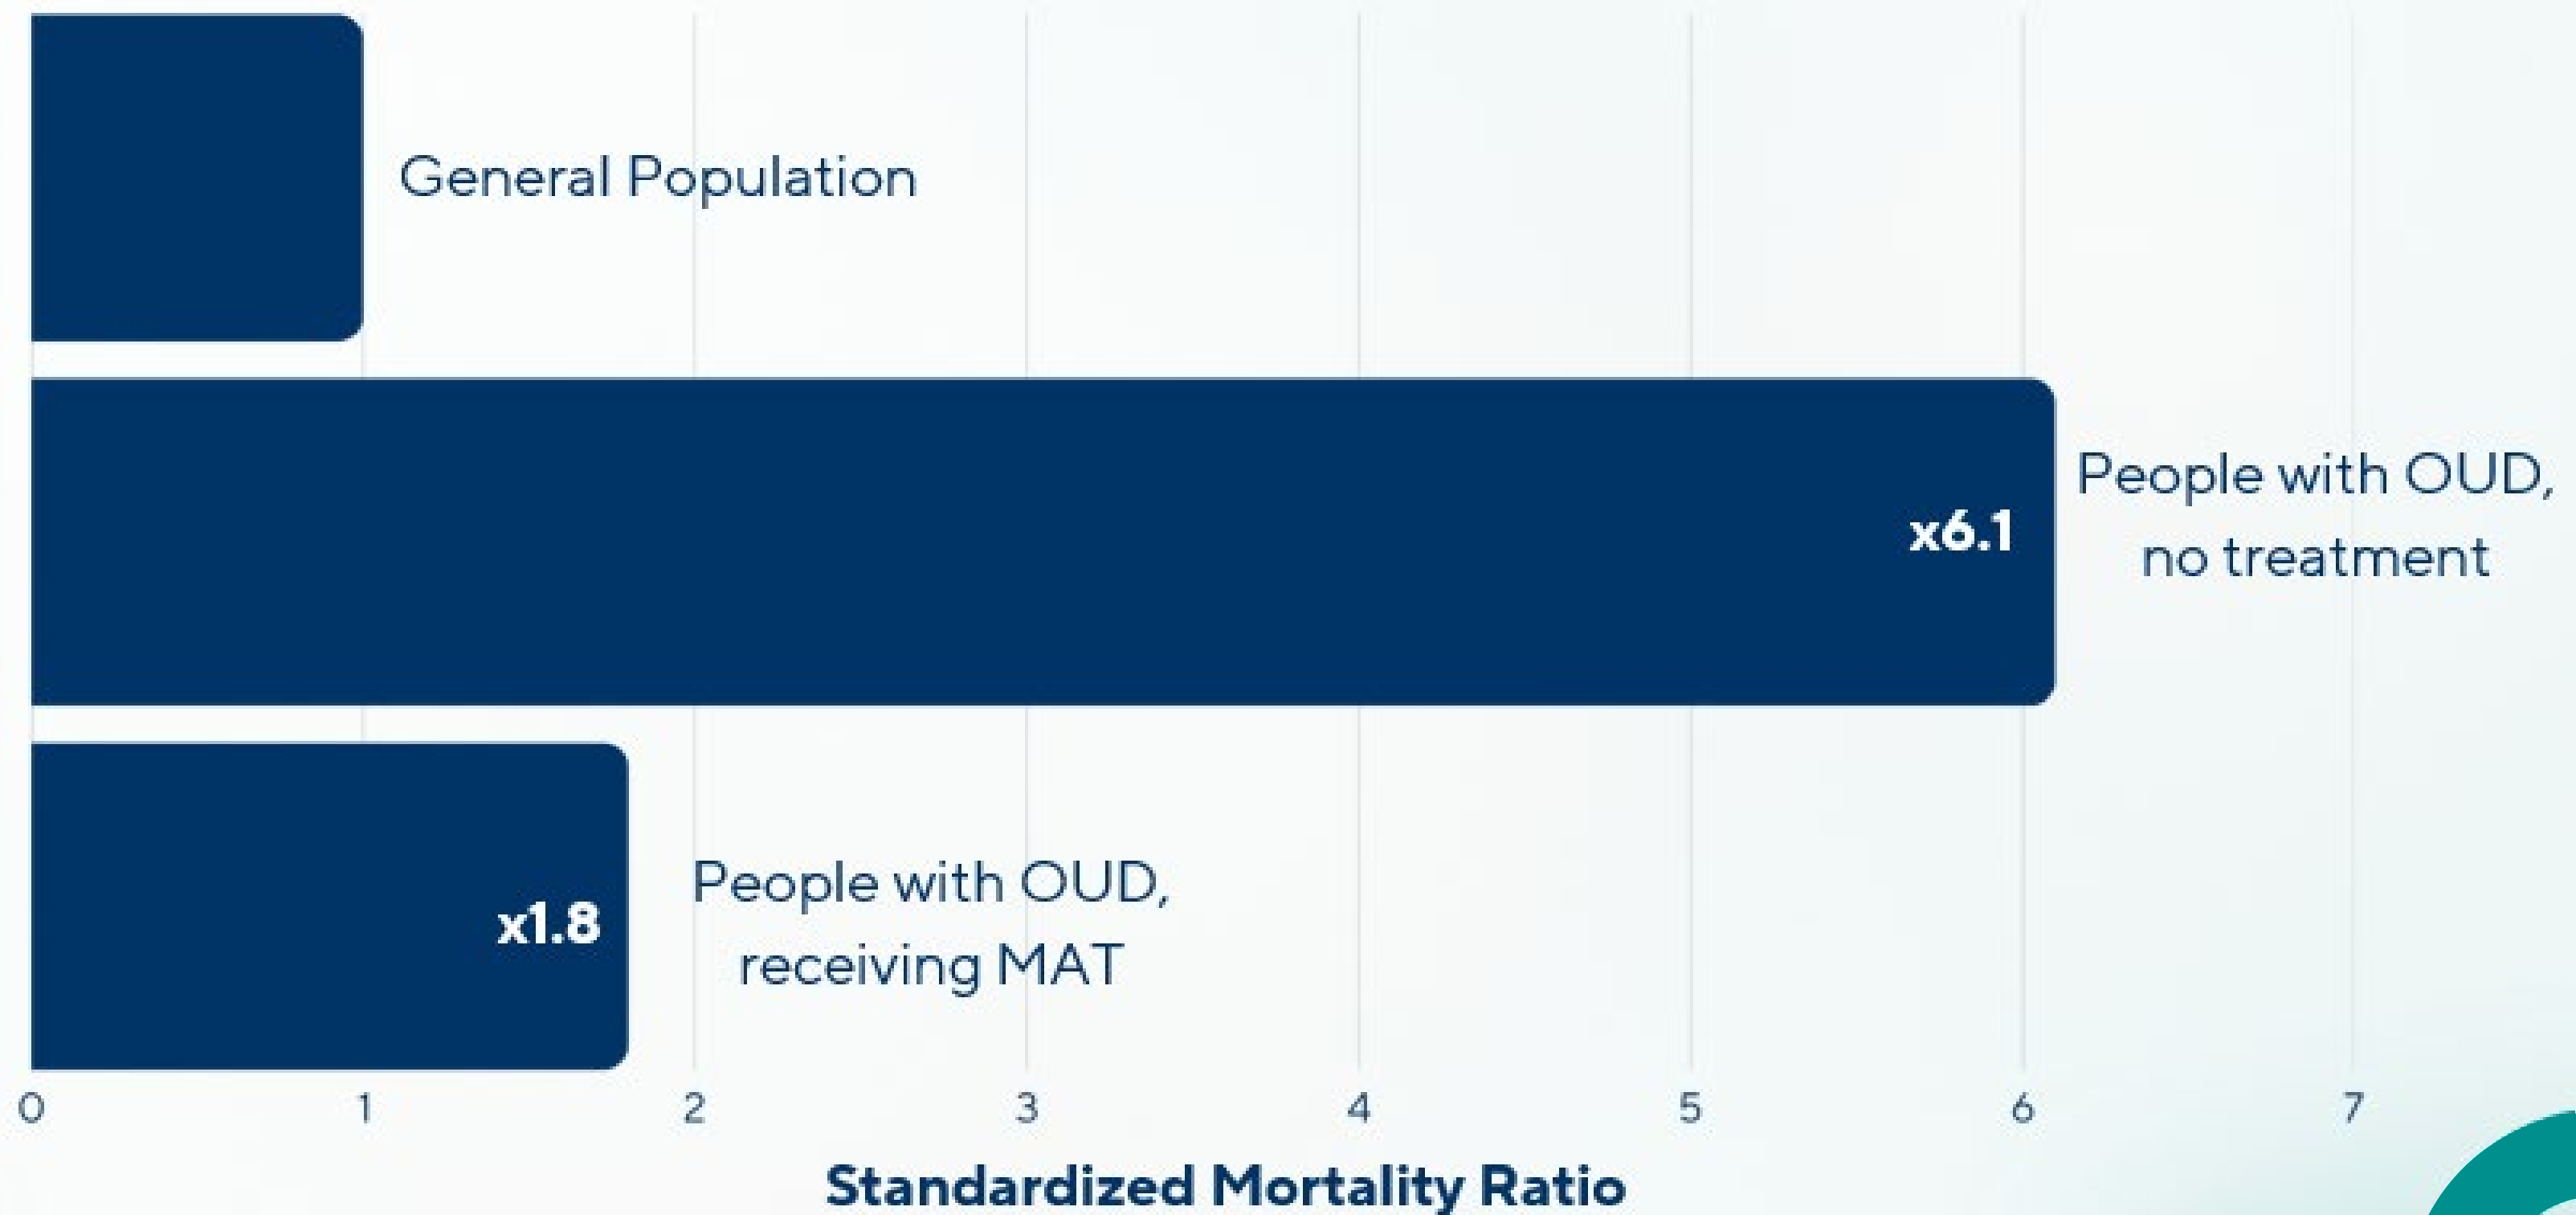 General Population
x6.1
People with OUD,
no treatment
x1.8
People with OUD,
receiving MAT
0 1 2 3 4 5 6 7
Standardized Mortality Ratio